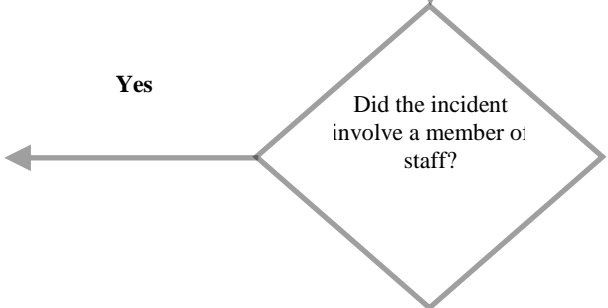 Yes
Did the incident
involve a member of
staff?